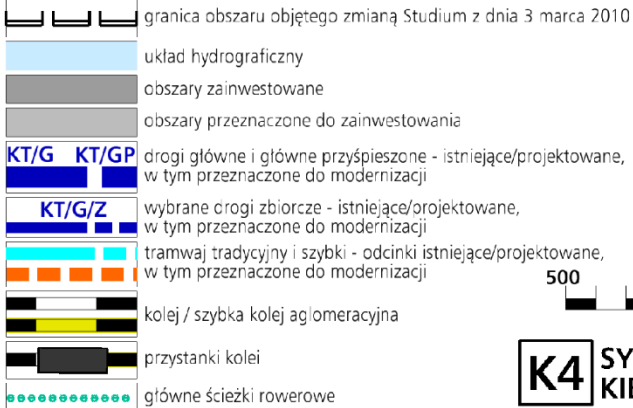 granica obszaru objętego zmianą Studium z dnia 3 marca 2010
układ hydrograficzny
obszary zainwestowane
obszary przeznaczone do zainwestowania
KT/G KT/GP drogi główne i główne przyśpieszone - istniejące/projektowane,
w tym przeznaczone do modernizacji
KT/G/Z wybrane drogi zbiorcze - istniejące/projektowane,
w tym przeznaczone do modernizacji
tramwaj tradycyjny i szybki - odcinki istniejące/projektowane,
w tym przeznaczone do modernizacji
500
kolej / szybka kolej aglomeracyjna
przystanki kolei
K4
główne ścieżki rowerowe